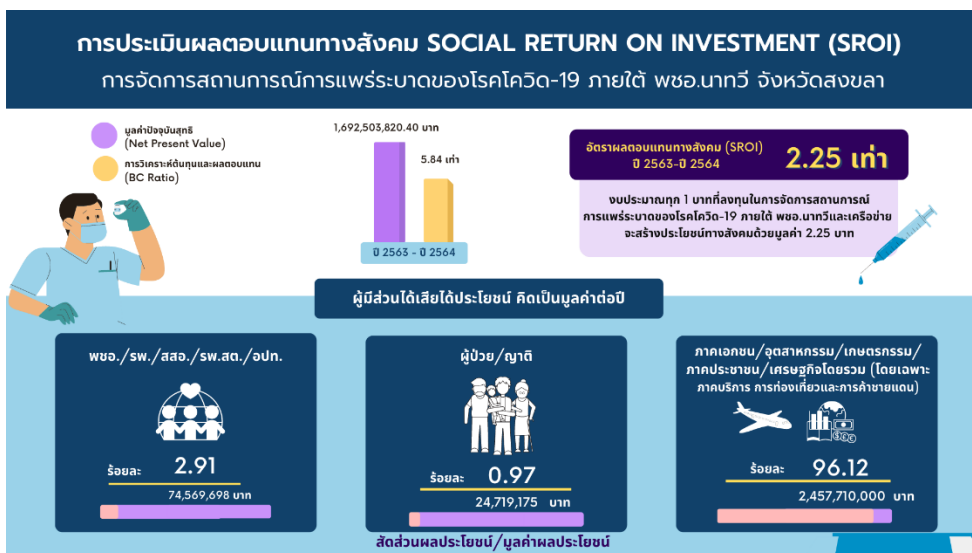 การประเมินผลตอบแทนทางสังคม SOCIAL RETURN ON INVESTMENT (SROI)
การจัดการสถานการณ์การแพร่ระบาดของโรคโควิด-19 ภายใต้ พชอ.นาทวี จังหวัดสงขลา
มูลค่าปัจจุบันสุทธิ
(Net Present Value)
การวิเคราะห์ต้นทุนและผลตอบแทน
(BC Ratio)
1,692,503,820.40 บาท
5.84 เท่า
ปี 2563 - ปี 2564
อัตราผลตอบแทนทางสังคม (SROI)
ปี 2563-ปี 2564
2.25 เท่า
งบประมาณทุก 1 บาทที่ลงทุนในการจัดการสถานการณ์
การแพร่ระบาดของโรคโควิด-19 ภายใต้ พชอ.นาทวีและเครือข่าย
จะสร้างประโยชน์ทางสังคมด้วยมูลค่า 2.25 บาท
ผู้มีส่วนได้เสียได้ประโยชน์ คิดเป็นมูลค่าต่อปี
พชอ./รพ./สสอ./รพ.สต./อปท.
ร้อยละ 2.91
74,569,698 บาท
ผู้ป่วย/ญาติ
ร้อยละ 0.97
24,719,175 บาท
ภาคเอกชน/อุตสาหกรรม/เกษตรกรรม/
ภาคประชาชน/เศรษฐกิจโดยรวม (โดยเฉพาะ
ภาคบริการ การท่องเที่ยวและการค้าชายแดน)
ร้อยละ 96.12
2,457,710,000 บาท
สัดส่วนผลประโยชน์/มูลค่าผลประโยชน์